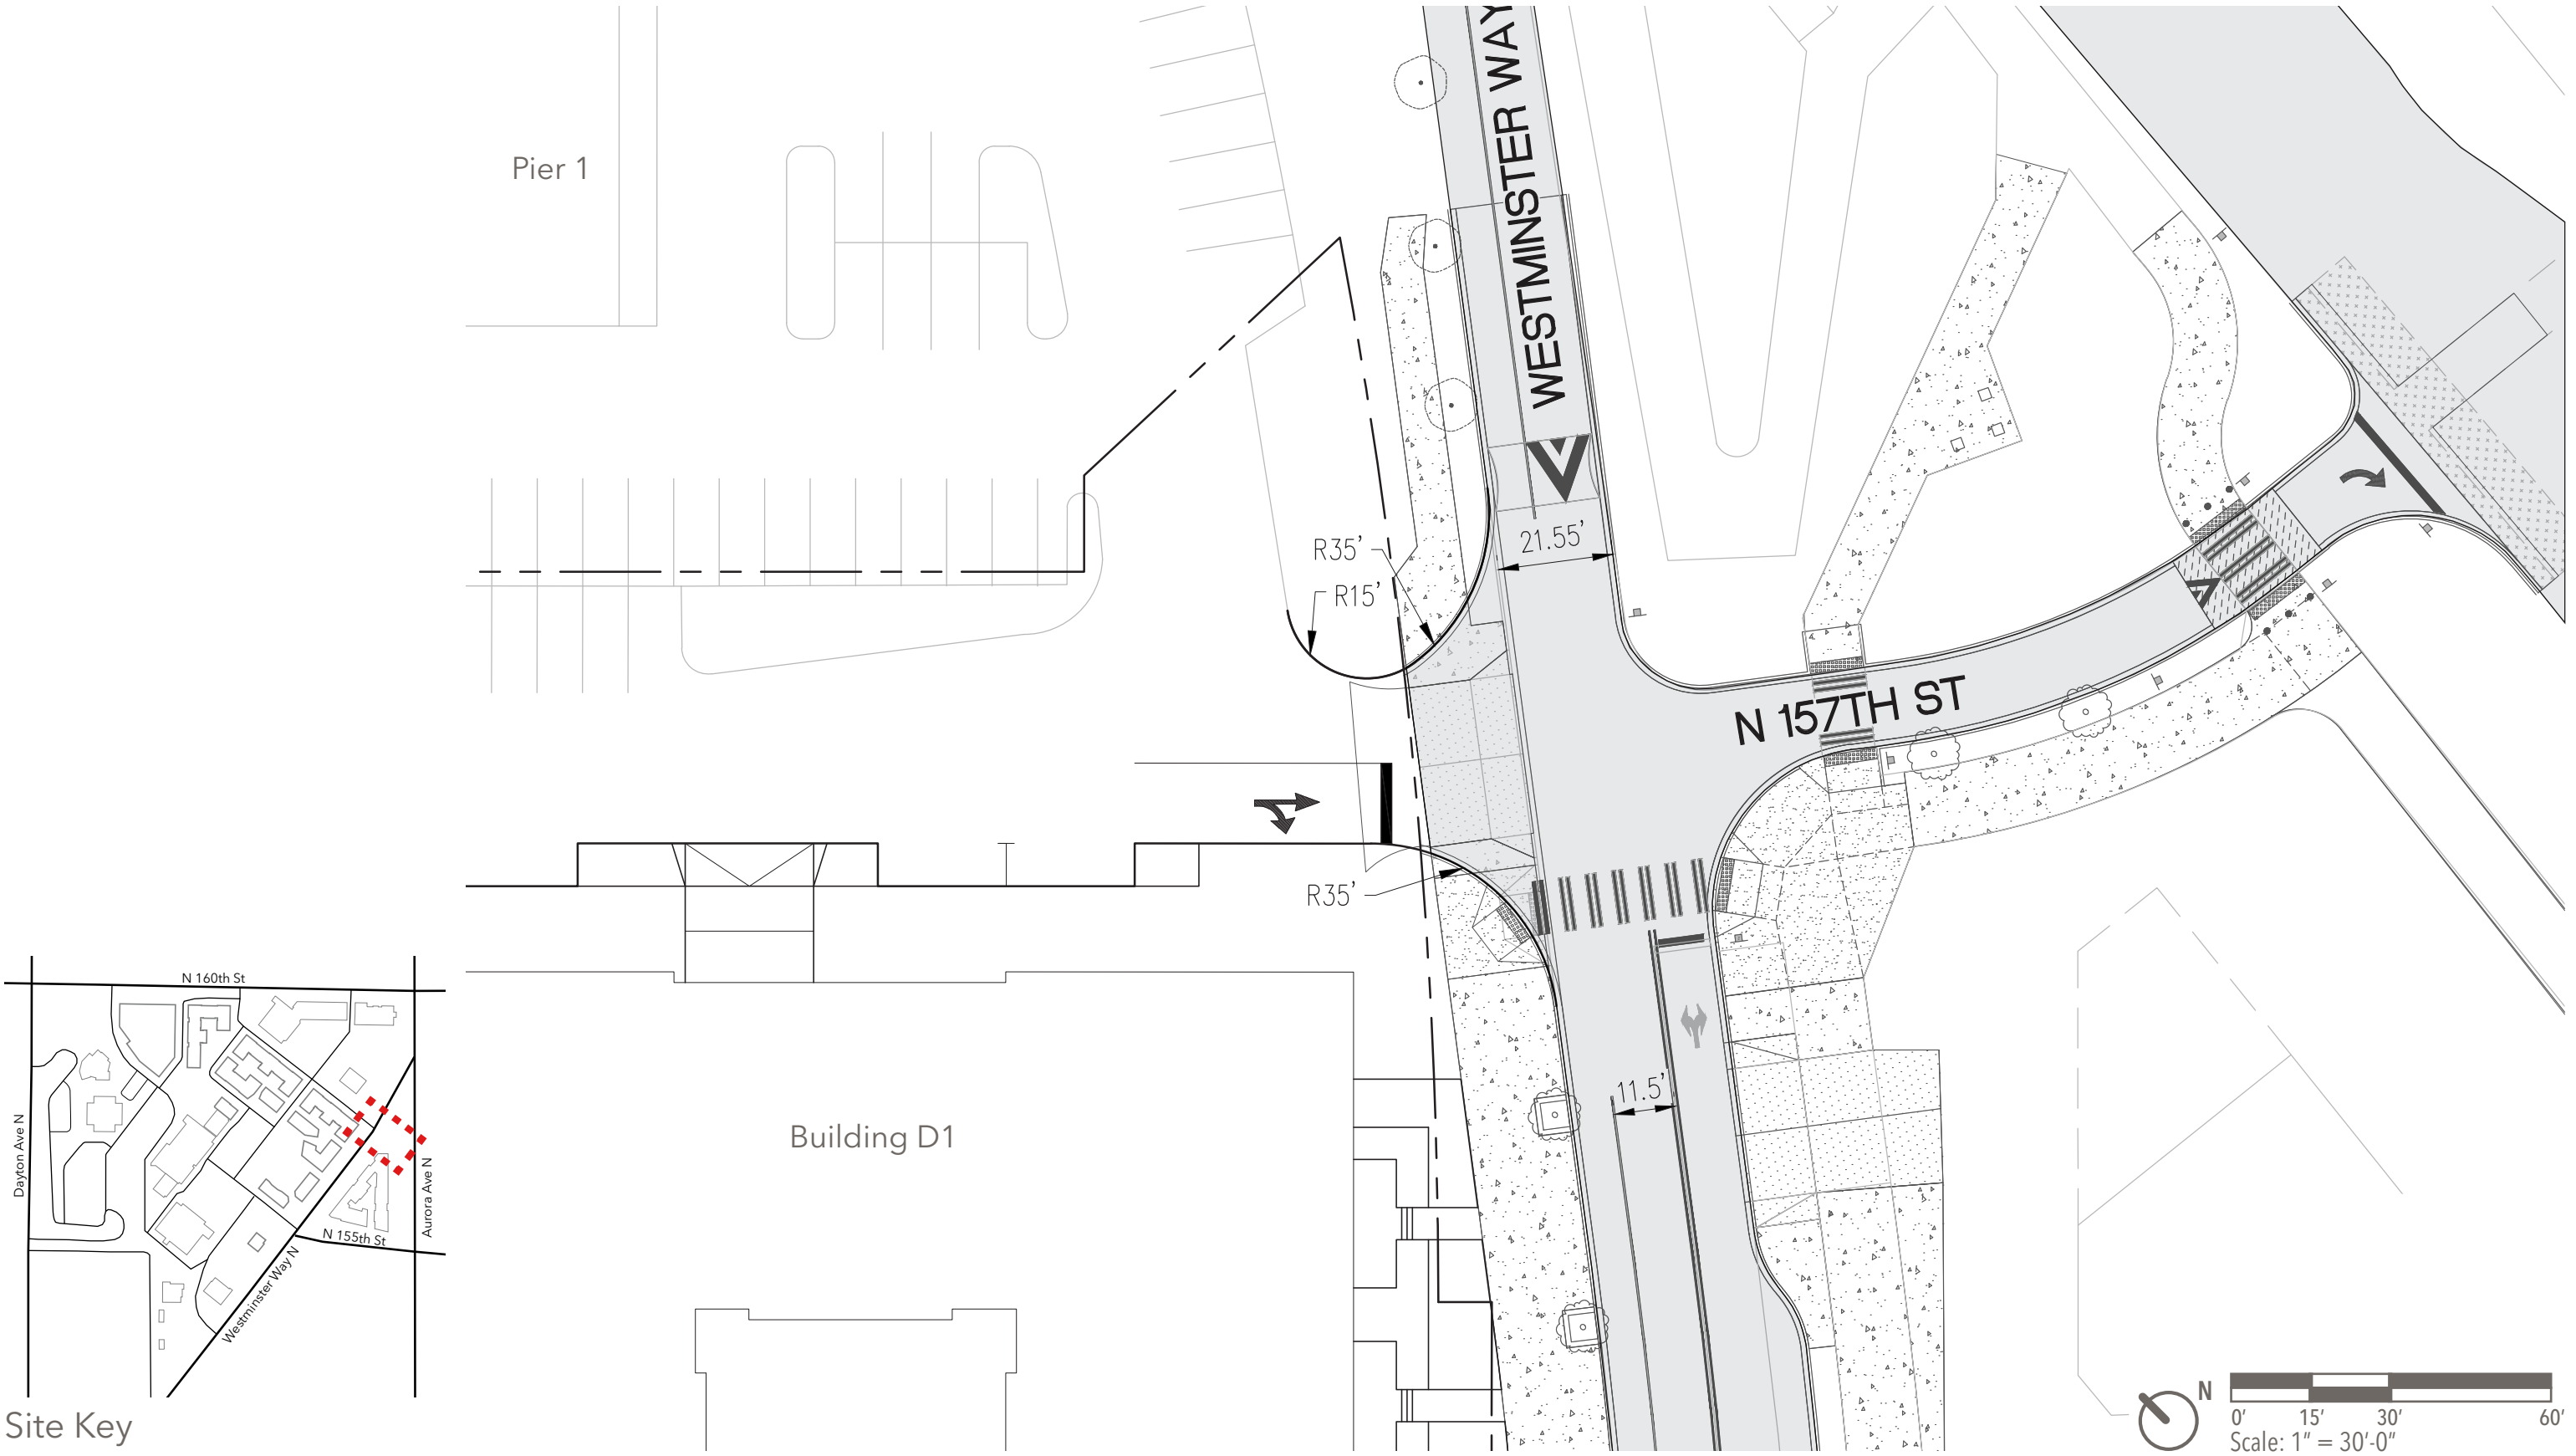 WESTMINSTER WAY
Pier 1
21.55’
R35’
R15’
N 157TH ST
R35’
11.5’
Building D1
N 160th St
Dayton Ave N
Aurora Ave N
N 155th St
Westminster Way N
Site Key
N
0’ 15’ 30’ 60’
Scale: 1” = 30’-0”